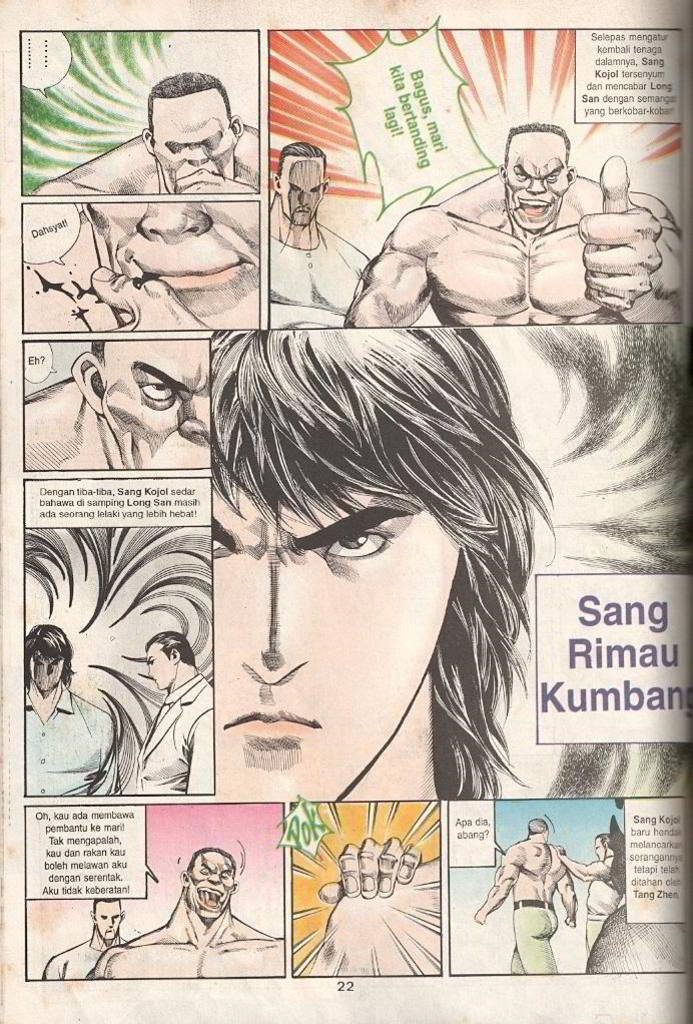 Dahsyat!
Bagus, mari
kita bertanding
lagi!
Selepas mengatur
kembali tenaga
dalamnya, Sang
Kojol tersenyum
dan mencabar Long
San dengan semangat
yang berkobar-kobar!
Eh?
Dengan tiba-tiba, Sang Kojol sedar
bahawa di samping Long San masih
ada seorang lelaki yang lebih hebat!
Sang
Rimau
Kumbang
Oh, kau ada membawa
pembantu ke mari!
Tak mengapalah,
kau dan rakan kau
boleh melawan aku
dengan serentak.
Aku tidak keberatan!
POK
Apa dia,
abang?
Sang Kojol
baru hendak
melancarkan
serangannya
tetapi telah
ditahan oleh
Tang Zhen.
22